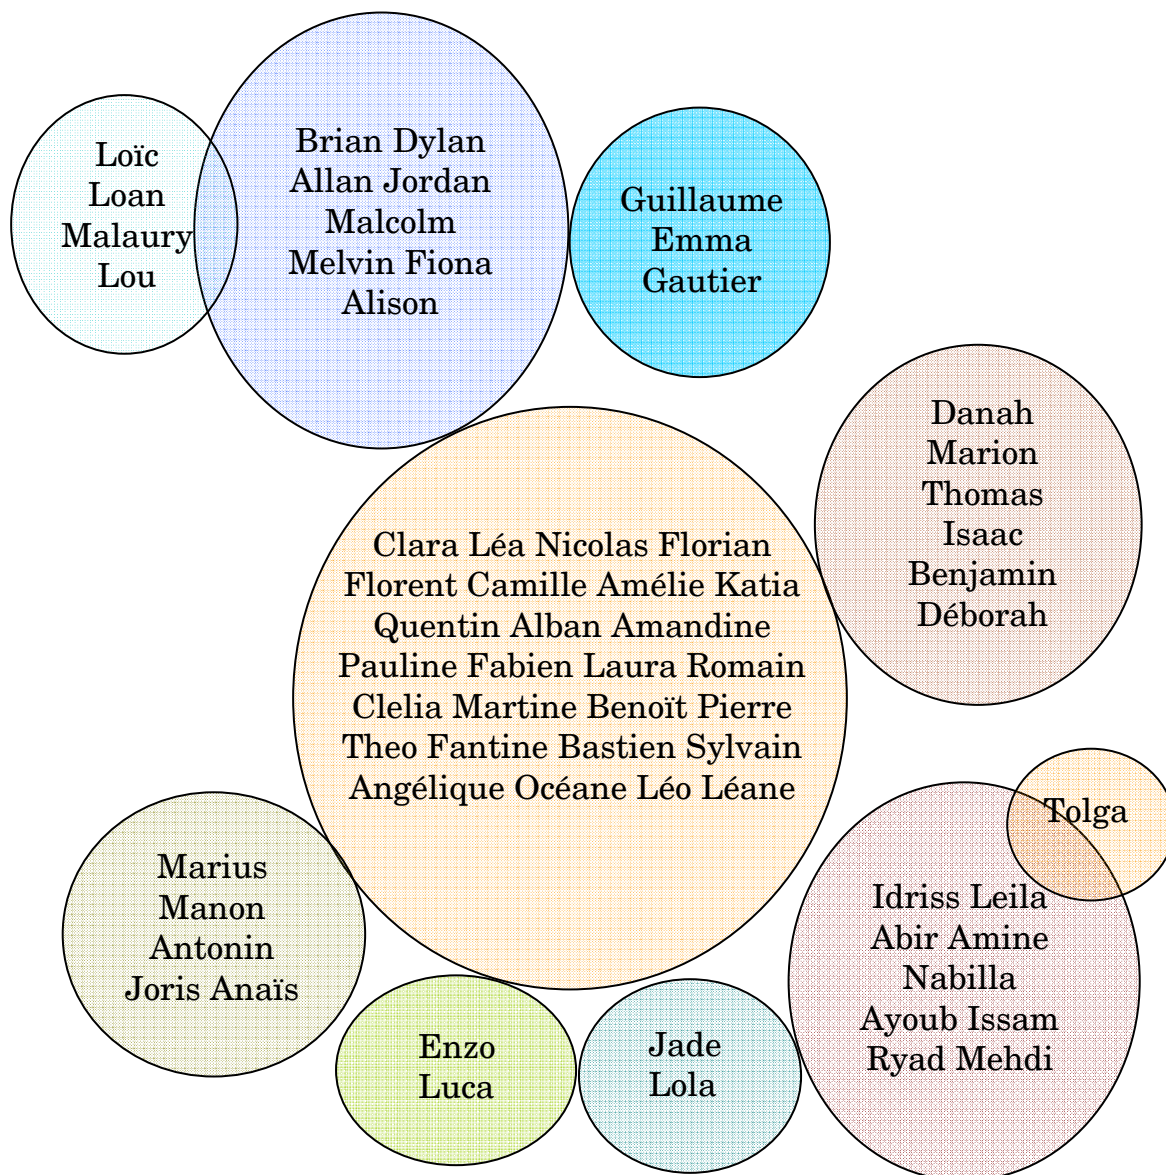 Loïc
Loan
Malaury
Lou
Brian Dylan
Allan Jordan
Malcolm
Melvin Fiona
Alison
Guillaume
Emma
Gautier
Danah
Marion
Thomas
Isaac
Benjamin
Déborah
Clara Léa Nicolas Florian
Florent Camille Amélie Katia
Quentin Alban Amandine
Pauline Fabien Laura Romain
Clelia Martine Benoït Pierre
Theo Fantine Bastien Sylvain
Angélique Océane Léo Léane
Tolga
Idriss Leila
Abir Amine
Nabilla
Ayoub Issam
Ryad Mehdi
Marius
Manon
Antonin
Joris Anaïs
Enzo
Luca
Jade
Lola